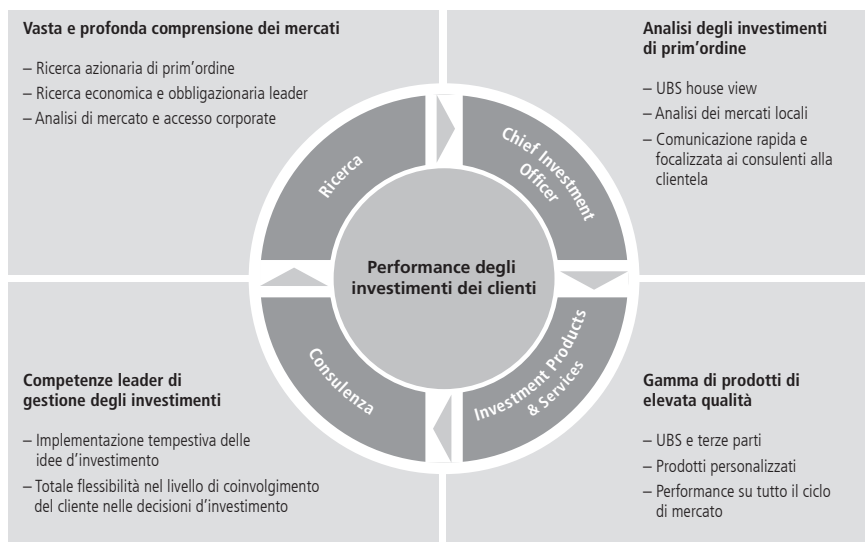 Vasta e profonda comprensione dei mercati
– Ricerca azionaria di prim’ordine
– Ricerca economica e obbligazionaria leader
– Analisi di mercato e accesso corporate
Analisi degli investimenti
di prim’ordine
– UBS house view
– Analisi dei mercati locali
– Comunicazione rapida e
focalizzata ai consulenti alla
clientela
Ricerca
Chief Investment
Officer
Performance degli
investimenti dei clienti
Consulenza
Investment Products
& Services
Competenze leader di
gestione degli investimenti
– Implementazione tempestiva delle
idee d’investimento
– Totale flessibilità nel livello di coinvolgimento
del cliente nelle decisioni d’investimento
Gamma di prodotti di
elevata qualità
– UBS e terze parti
– Prodotti personalizzati
– Performance su tutto il ciclo
di mercato